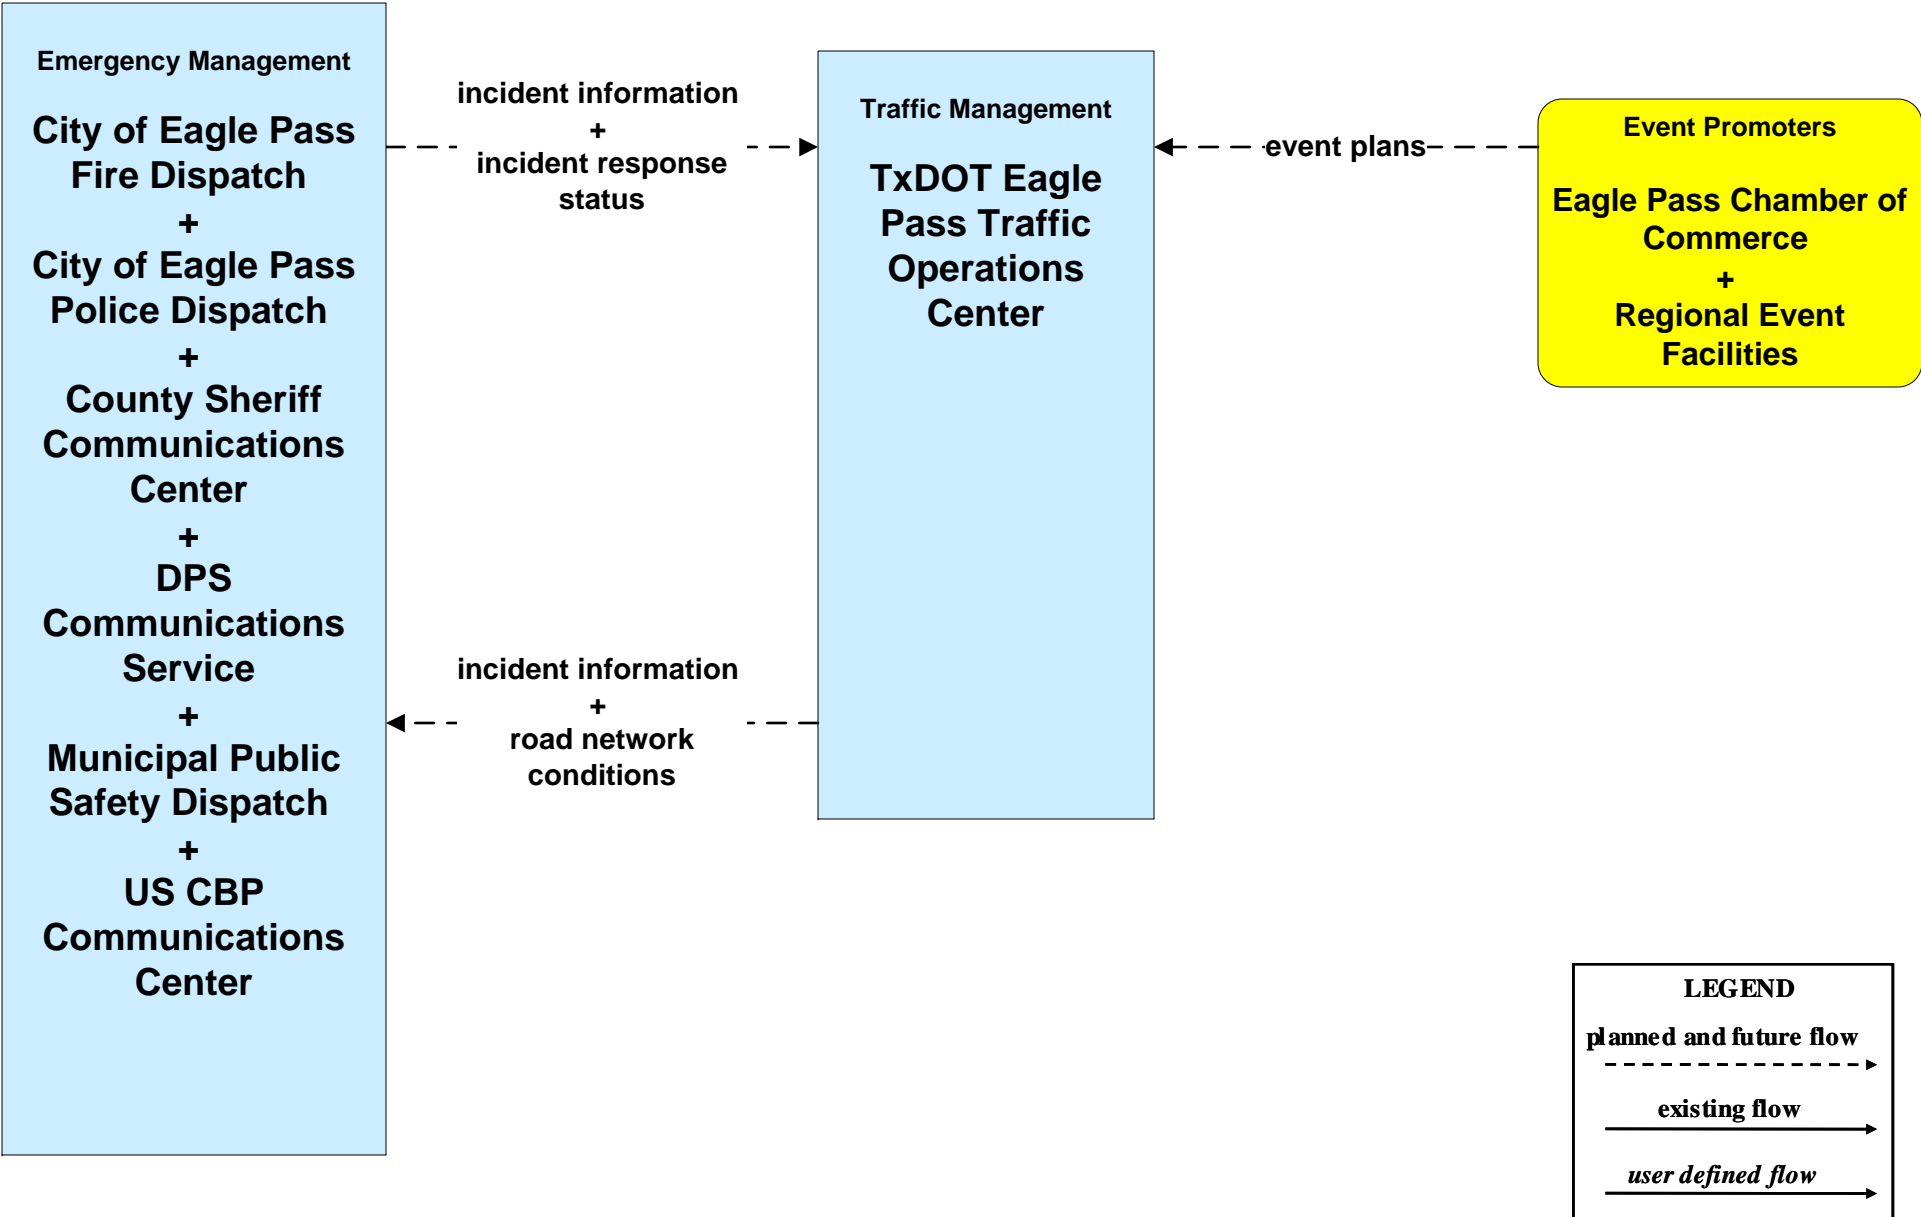 Emergency Management
City of Eagle Pass
Fire Dispatch
+
City of Eagle Pass
Police Dispatch
+
County Sheriff
Communications
Center
+
DPS
Communications
Service
+
Municipal Public
Safety Dispatch
+
US CBP
Communications
Center
incident information
+
incident response
status
incident information
+
road network
conditions
Traffic Management
TxDOT Eagle
Pass Traffic
Operations
Center
event plans
Event Promoters
Eagle Pass Chamber of
Commerce
+
Regional Event
Facilities
LEGEND
planned and future flow
existing flow
user defined flow